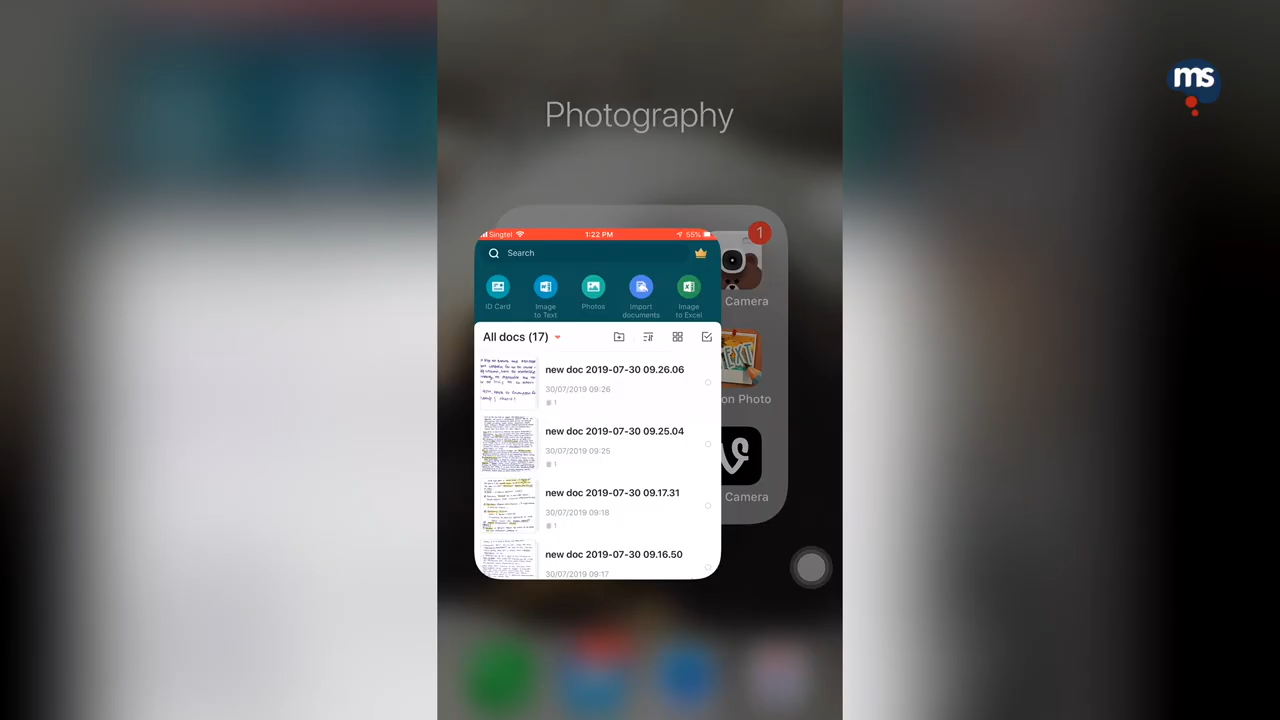 ms
Photography
Singtel 1:22 PM 55%
1
Search
ID Card
Image
to Text
Photos
Import
documents
Image
to Excel
Camera
All docs (17)
new doc 2019-07-30 09.26.06
30/07/2019 09:26
1
on Photo
new doc 2019-07-30 09.25.05
30/07/2019 09:25
1
new doc 2019-07-30 09.17.31
30/07/2019 09:18
1
Camera
new doc 2019-07-30 09.16.50
30/07/2019 09:17